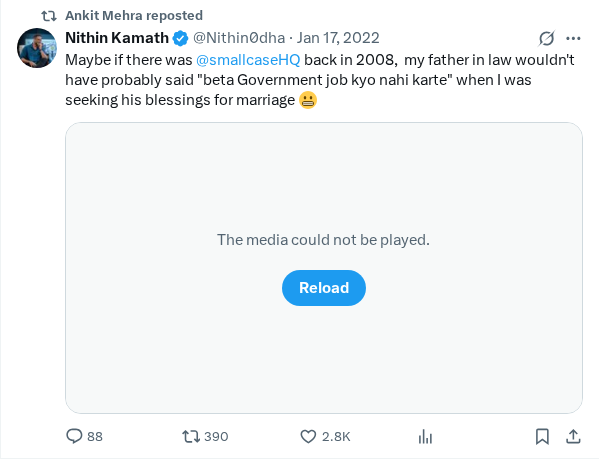 Ankit Mehra reposted
Nithin Kamath @Nithin0dha · Jan 17, 2022
Maybe if there was @smallcaseHQ back in 2008,  my father in law wouldn't
have probably said "beta Government job kyo nahi karte" when I was
seeking his blessings for marriage 😬
The media could not be played.
Reload
88 390 2.8K